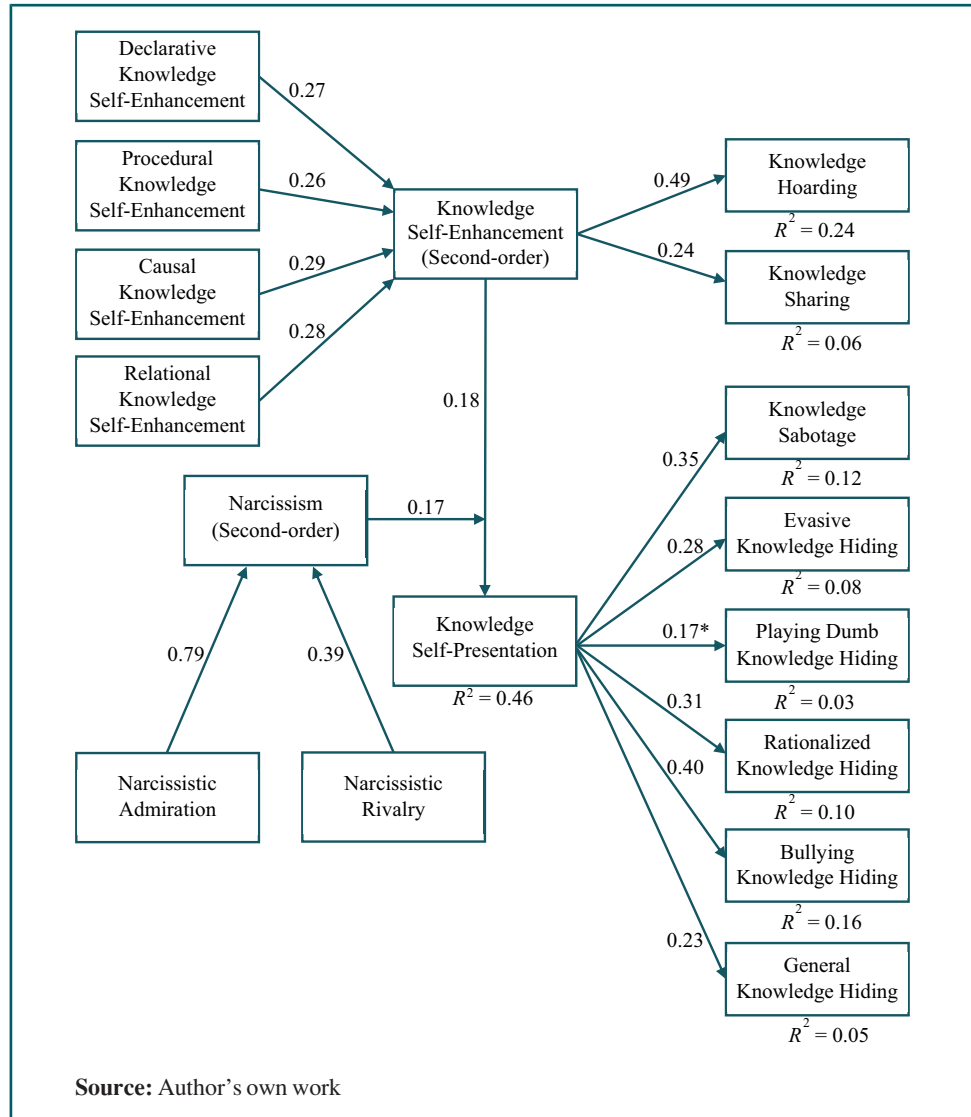 Declarative
Knowledge
Self-Enhancement
0.27
Procedural
Knowledge
Self-Enhancement
0.26
Causal
Knowledge
Self-Enhancement
0.29
Relational
Knowledge
Self-Enhancement
0.28
Knowledge
Self-Enhancement
(Second-order)
0.49
Knowledge
Hoarding
R² = 0.24
0.24
Knowledge
Sharing
R² = 0.06
0.18
Narcissism
(Second-order)
0.17
0.79
0.39
Narcissistic
Admiration
Narcissistic
Rivalry
Knowledge
Self-Presentation
R² = 0.46
0.35
Knowledge
Sabotage
R² = 0.12
0.28
Evasive
Knowledge Hiding
R² = 0.08
0.17*
Playing Dumb
Knowledge Hiding
R² = 0.03
0.31
Rationalized
Knowledge Hiding
R² = 0.10
0.40
Bullying
Knowledge Hiding
R² = 0.16
0.23
General
Knowledge Hiding
R² = 0.05
Source: Author's own work